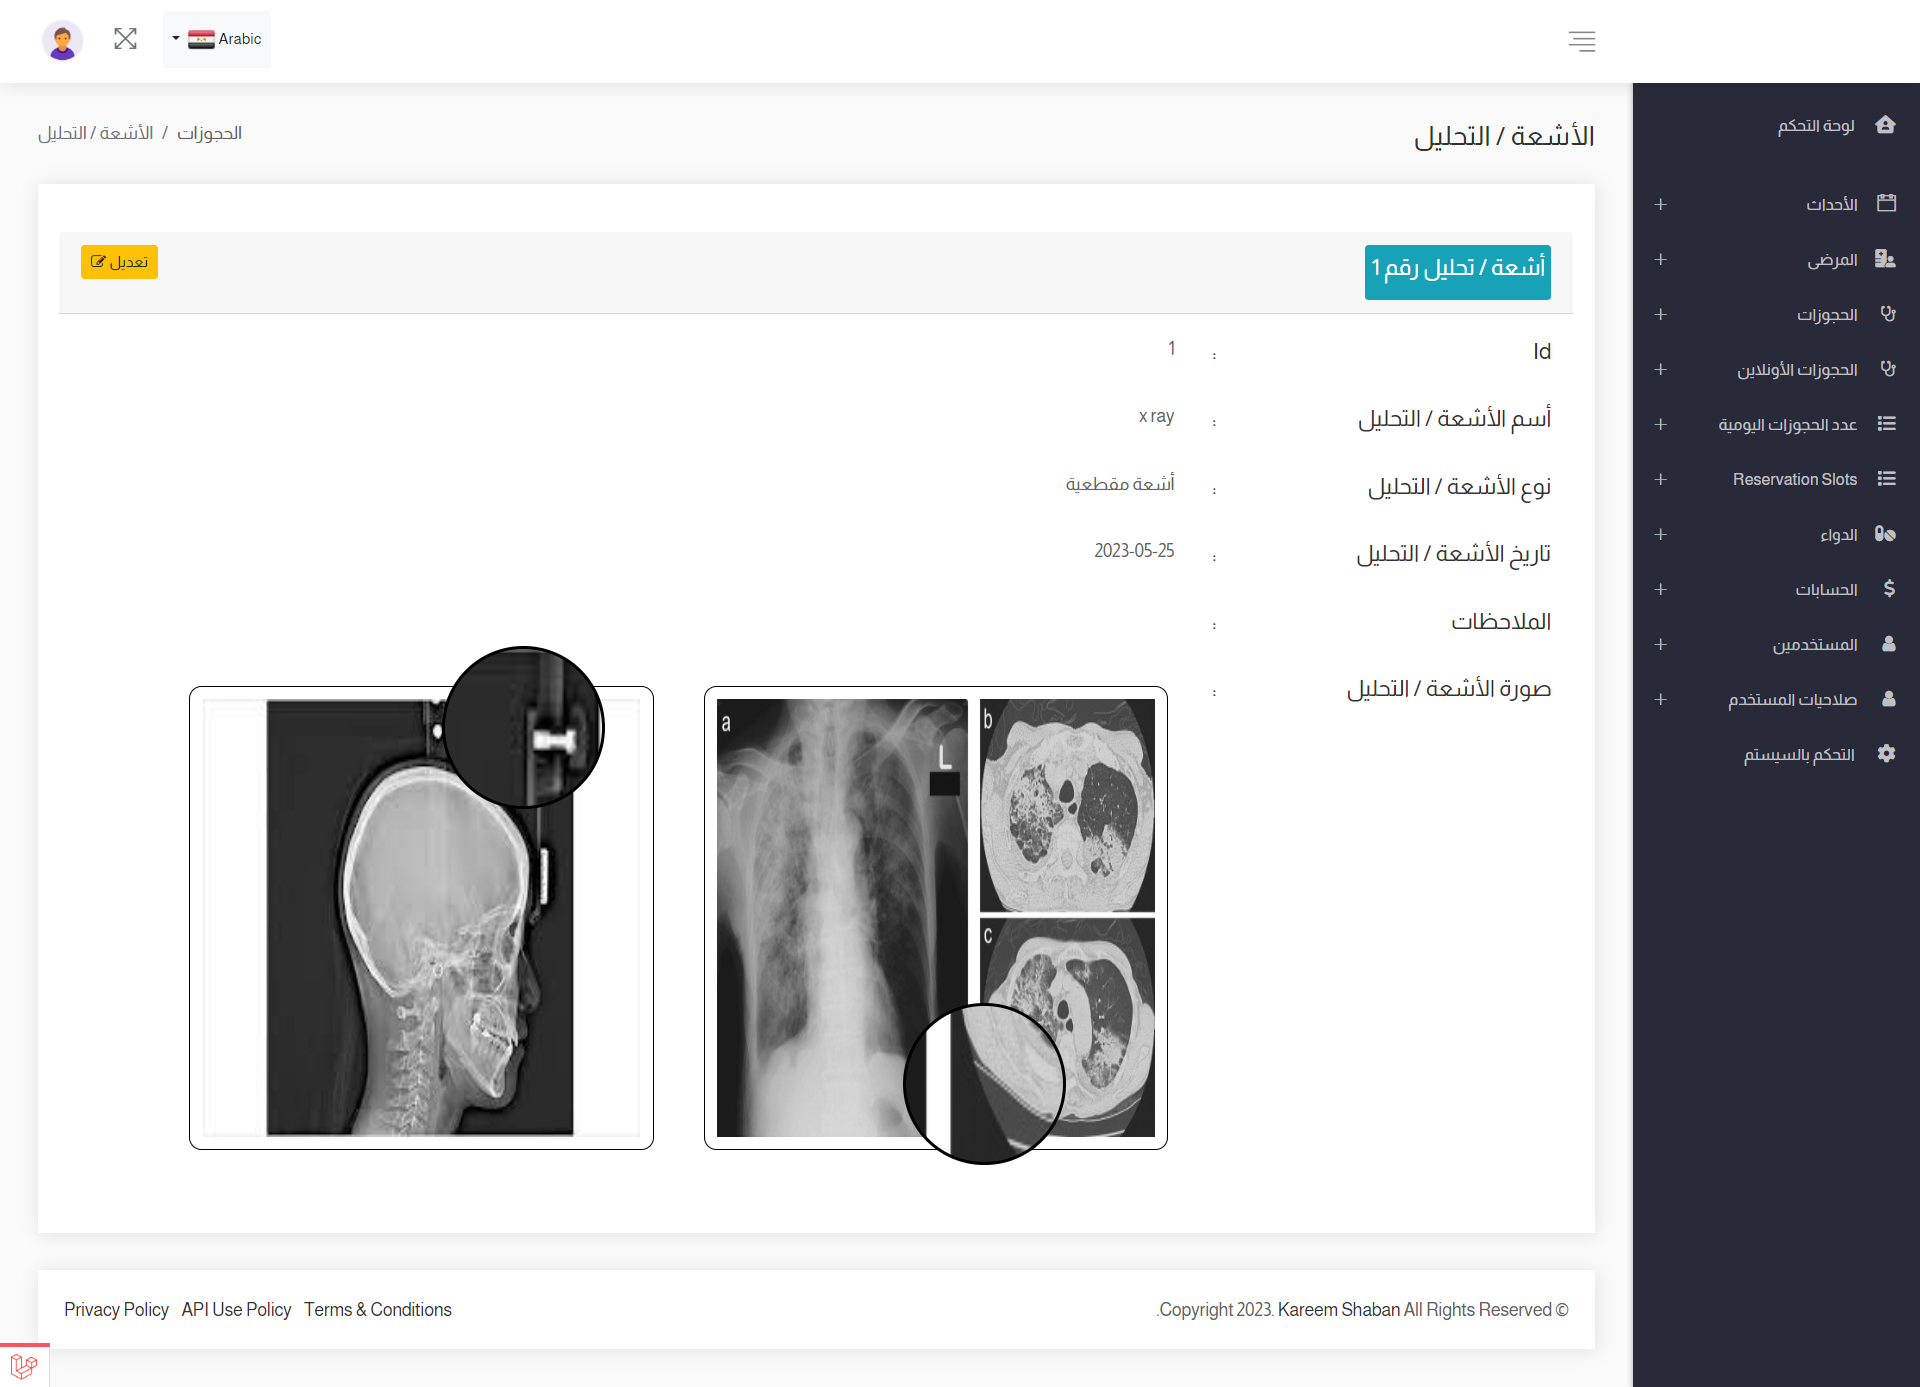 Arabic
لوحة التحكم
الأحداث
المرضى
الحجوزات
الحجوزات الأونلاين
عدد الحجوزات اليومية
Reservation Slots
الدواء
الحسابات
المستخدمين
صلاحيات المستخدم
التحكم بالسيستم
الأشعة / التحليل
الحجوزات / الأشعة / التحليل
أشعة / تحليل رقم 1
تعديل
Id : 1
أسم الأشعة / التحليل : x ray
نوع الأشعة / التحليل : أشعة مقطعية
تاريخ الأشعة / التحليل : 2023-05-25
الملاحظات :
صورة الأشعة / التحليل :
a
L
b
c
.Copyright 2023. Kareem Shaban All Rights Reserved ©
Privacy Policy API Use Policy Terms & Conditions